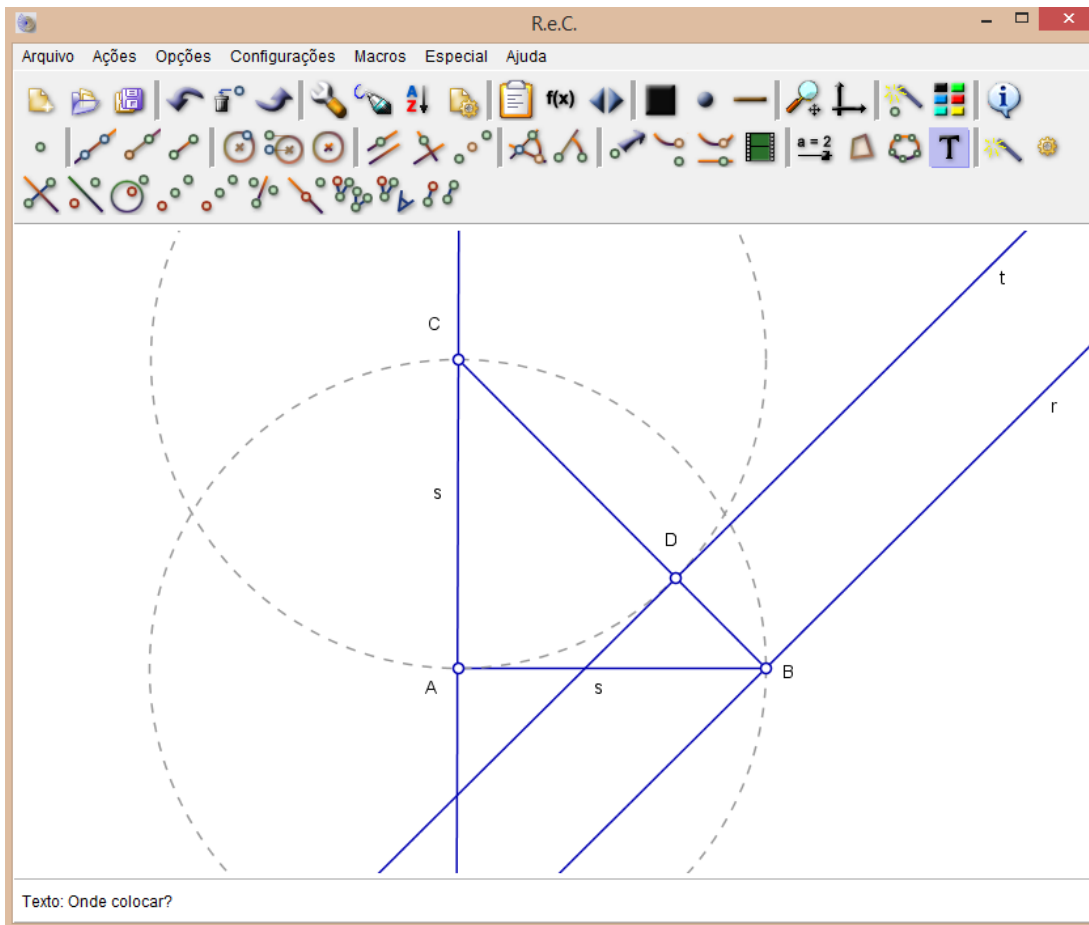 R.e.C.
Arquivo Ações Opções Configurações Macros Especial Ajuda
A Z f(x)
a = 2 T
t
C
r
s
D
B
A
s
Texto: Onde colocar?